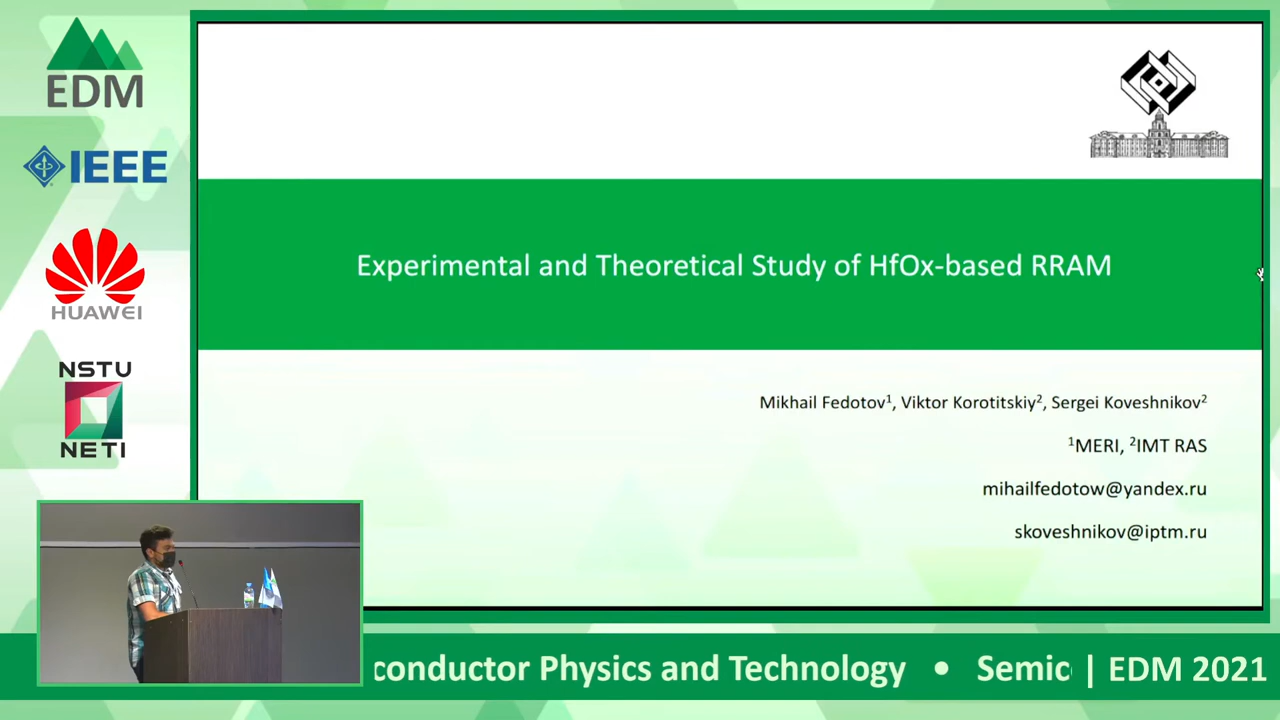 EDM
IEEE
HUAWEI
NSTU
NETI
Experimental and Theoretical Study of HfOx-based RRAM
Mikhail Fedotov¹, Viktor Korotitskiy², Sergei Koveshnikov²
¹MERI, ²IMT RAS
mihailfedotow@yandex.ru
skoveshnikov@iptm.ru
conductor Physics and Technology • Semic | EDM 2021